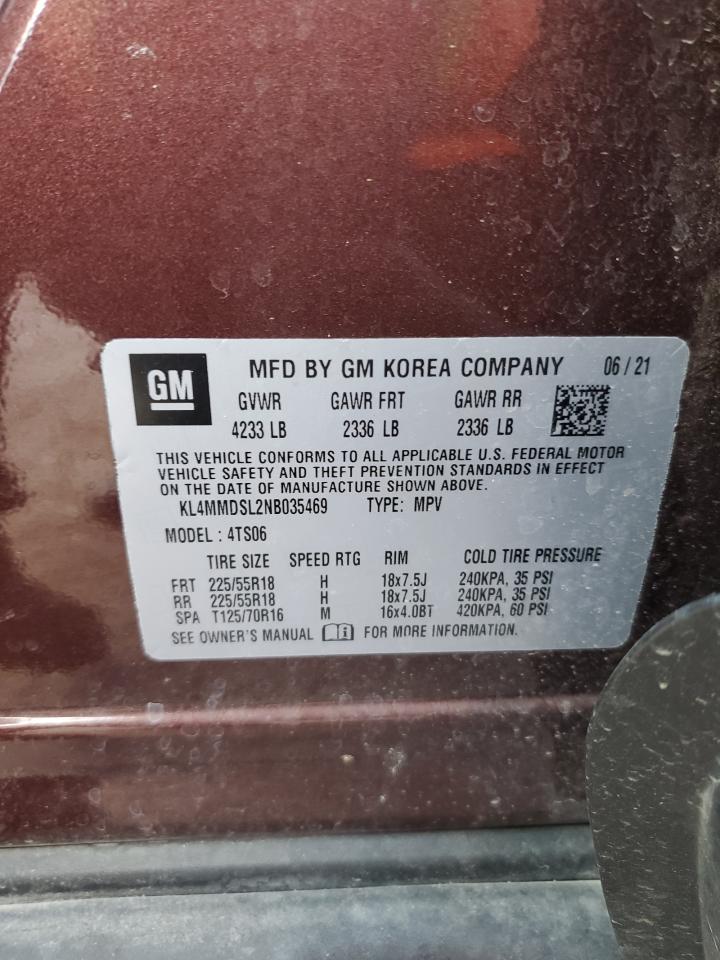 GM
MFD BY GM KOREA COMPANY 06 / 21
GVWR GAWR FRT GAWR RR
4233 LB 2336 LB 2336 LB
THIS VEHICLE CONFORMS TO ALL APPLICABLE U.S. FEDERAL MOTOR
VEHICLE SAFETY AND THEFT PREVENTION STANDARDS IN EFFECT
ON THE DATE OF MANUFACTURE SHOWN ABOVE.
KL4MMDSL2NB035469 TYPE: MPV
MODEL : 4TS06
TIRE SIZE SPEED RTG RIM COLD TIRE PRESSURE
FRT 225/55R18 H 18x7.5J 240KPA, 35 PSI
RR 225/55R18 H 18x7.5J 240KPA, 35 PSI
SPA T125/70R16 M 16x4.0BT 420KPA, 60 PSI
SEE OWNER'S MANUAL FOR MORE INFORMATION.